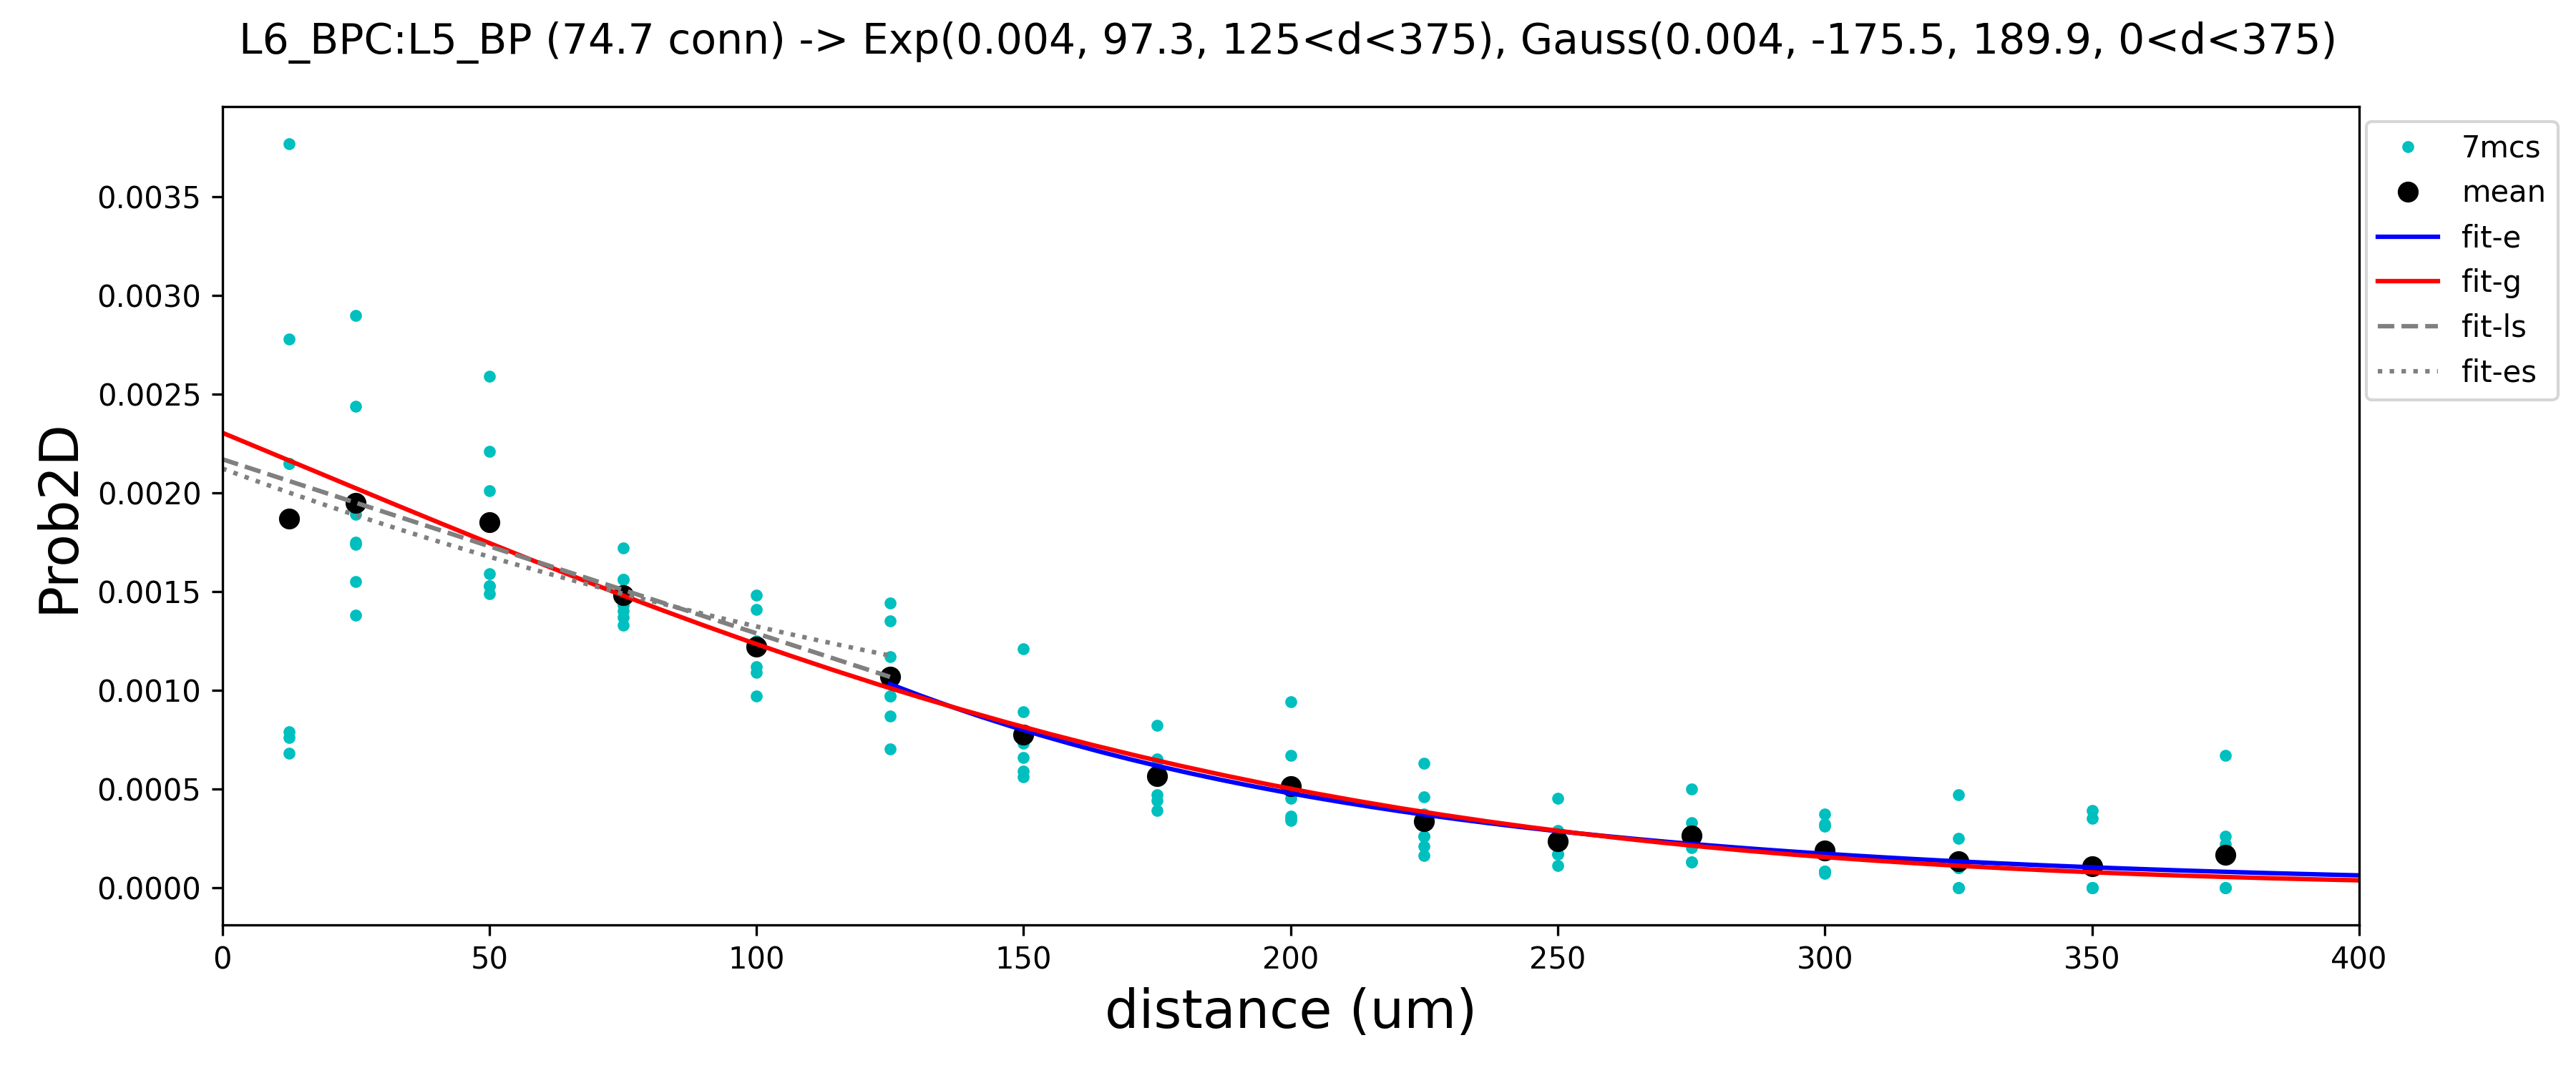 L6_BPC:L5_BP (74.7 conn) -> Exp(0.004, 97.3, 125<d<375), Gauss(0.004, -175.5, 189.9, 0<d<375)
7mcs
mean
fit-e
fit-g
fit-ls
fit-es
Prob2D
0.0035
0.0030
0.0025
0.0020
0.0015
0.0010
0.0005
0.0000
0 50 100 150 200 250 300 350 400
distance (um)